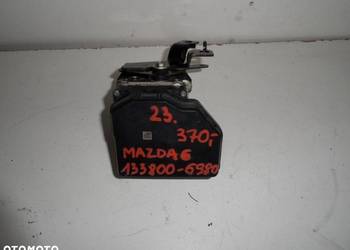 23.
370,-
MAZDA 6
133800-6980
OTOMOTO